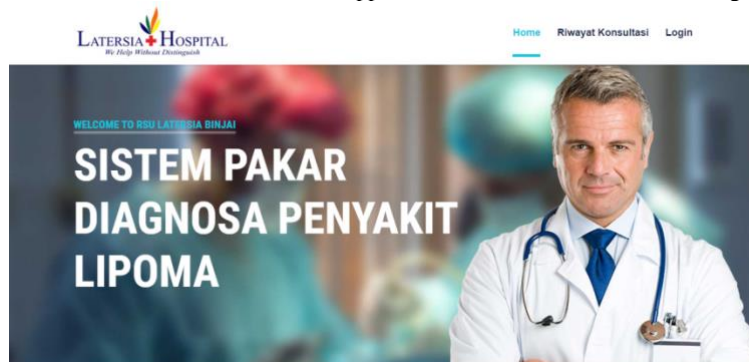 LATERSIA HOSPITAL
We Help Without Distinguish
Home Riwayat Konsultasi Login
WELCOME TO RSU LATERSIA BINJAI
SISTEM PAKAR
DIAGNOSA PENYAKIT
LIPOMA